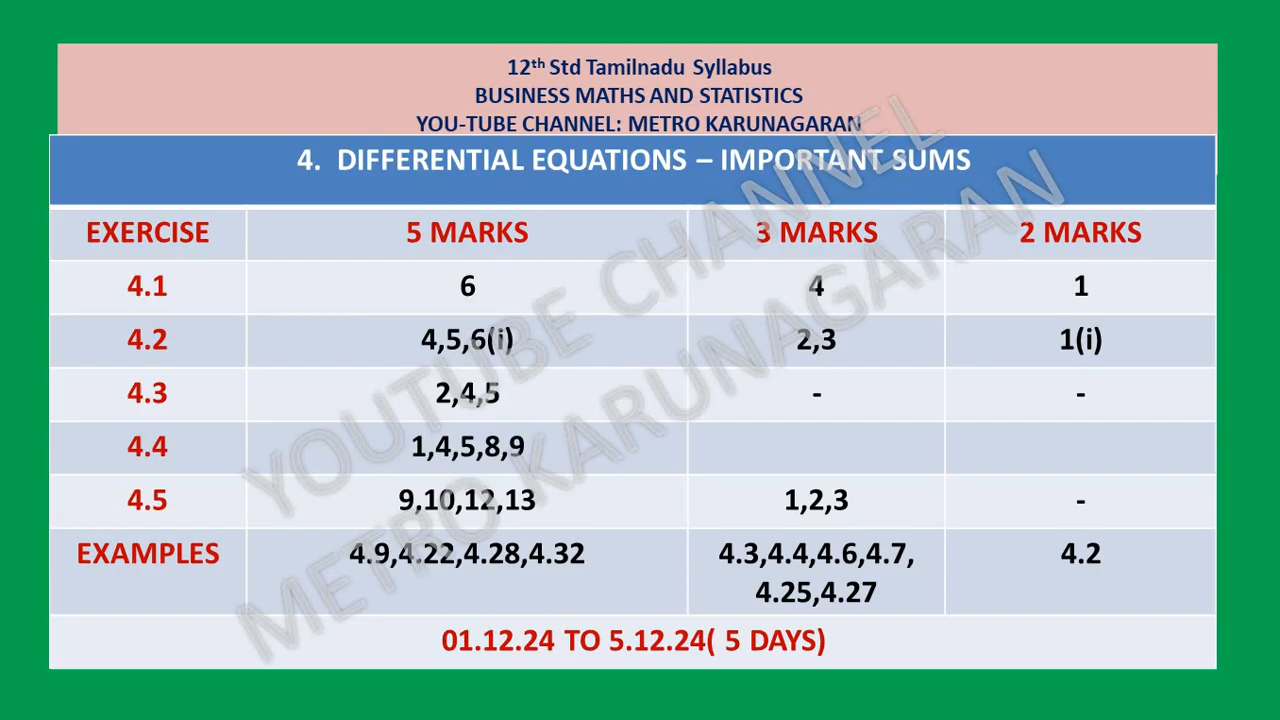 12th Std Tamilnadu Syllabus
BUSINESS MATHS AND STATISTICS
YOU-TUBE CHANNEL: METRO KARUNAGARAN
4. DIFFERENTIAL EQUATIONS – IMPORTANT SUMS
EXERCISE 5 MARKS 3 MARKS 2 MARKS
4.1 6 4 1
4.2 4,5,6(i) 2,3 1(i)
4.3 2,4,5 - -
4.4 1,4,5,8,9
4.5 9,10,12,13 1,2,3 -
EXAMPLES 4.9,4.22,4.28,4.32 4.3,4.4,4.6,4.7, 4.2
4.25,4.27
01.12.24 TO 5.12.24( 5 DAYS)
YOUTUBE CHANNEL
METRO KARUNAGARAN